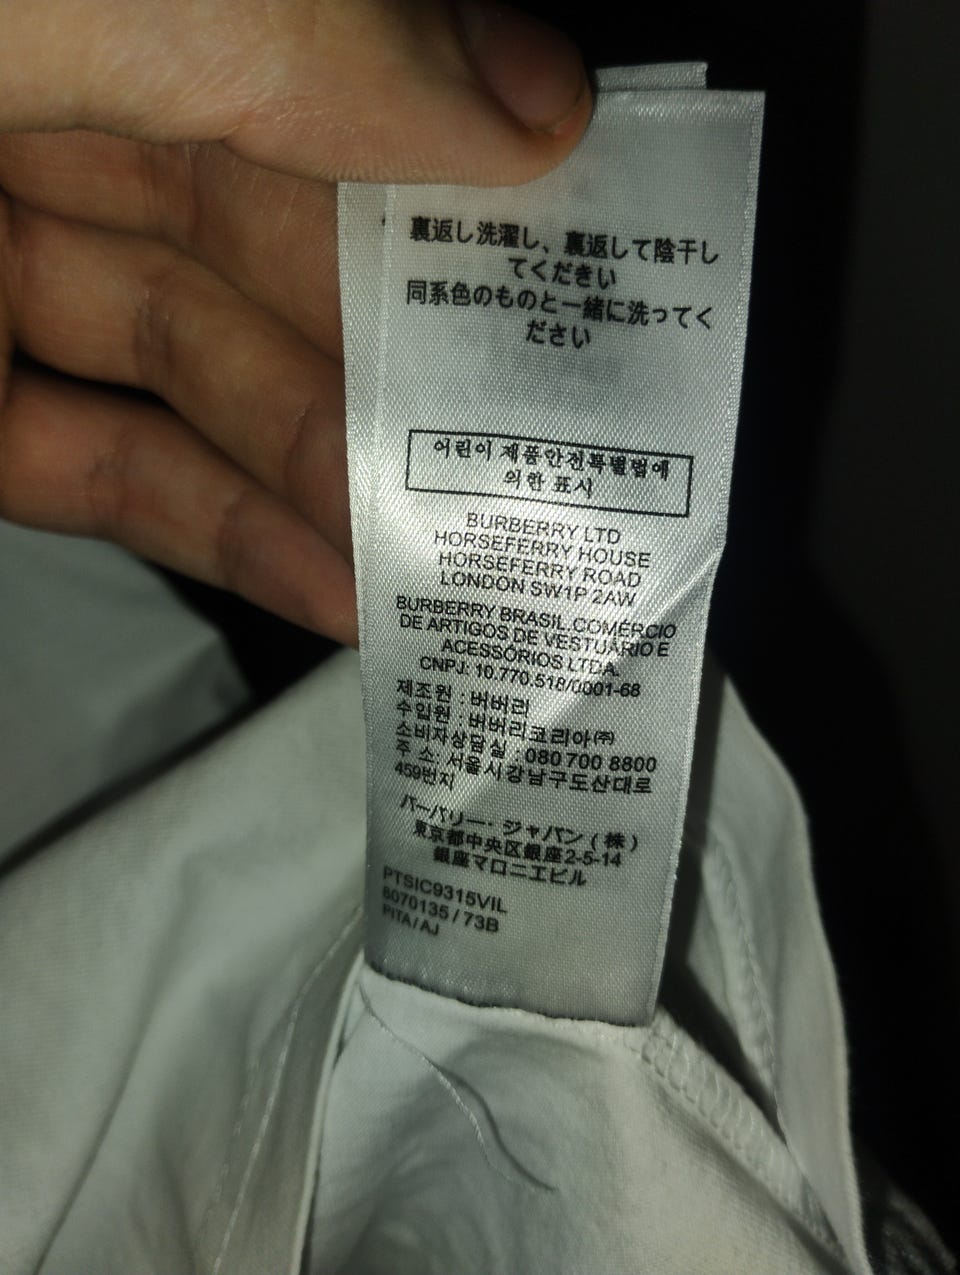 裏返し洗濯し、裏返して陰干し
てください
同系色のものと一緒に洗ってく
ださい
어린이 제품안전특별법에
의한 표시
BURBERRY LTD
HORSEFERRY HOUSE
HORSEFERRY ROAD
LONDON SW1P 2AW
BURBERRY BRASIL COMÉRCIO
DE ARTIGOS DE VESTUÁRIO E
ACESSÓRIOS LTDA.
CNPJ: 10.770.518/0001-68
제조원 : 버버리
수입원 : 버버리코리아㈜
소비자상담실 : 080 700 8800
주 소: 서울시강남구도산대로
459번지
バーバリー・ジャパン(株)
東京都中央区銀座2-5-14
銀座マロニエビル
PTSIC9315VIL
8070135 / 73B
PITA / AJ